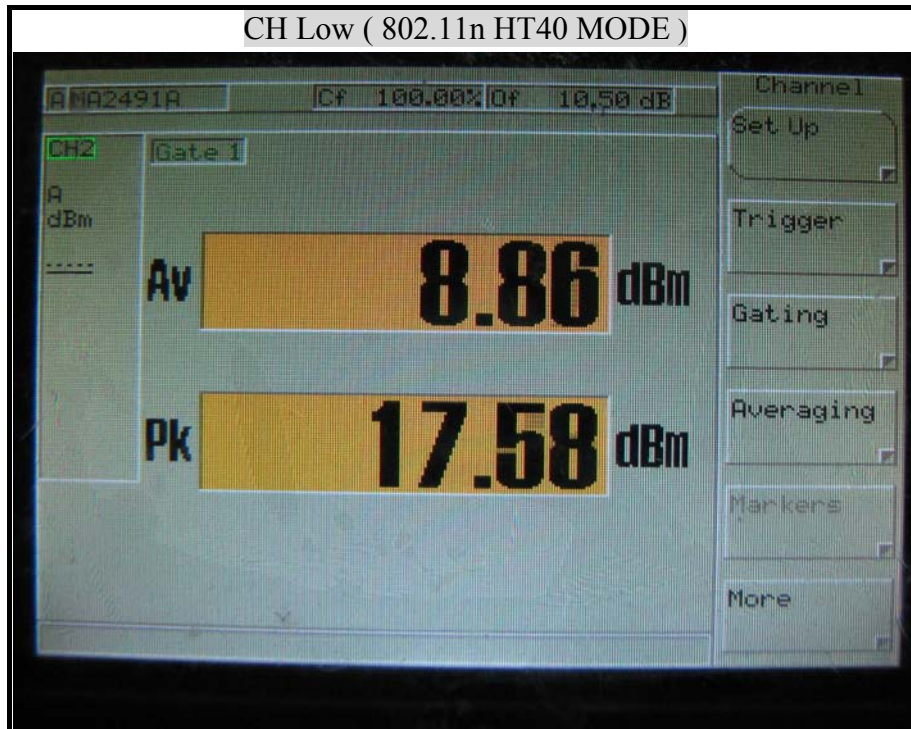 CH Low ( 802.11n HT40 MODE )
A MA2491A Cf 100.00% Of 10.50 dB
CH2
A
dBm
-----
Gate 1
Av 8.86 dBm
Pk 17.58 dBm
Channel
Set Up
Trigger
Gating
Averaging
Markers
More